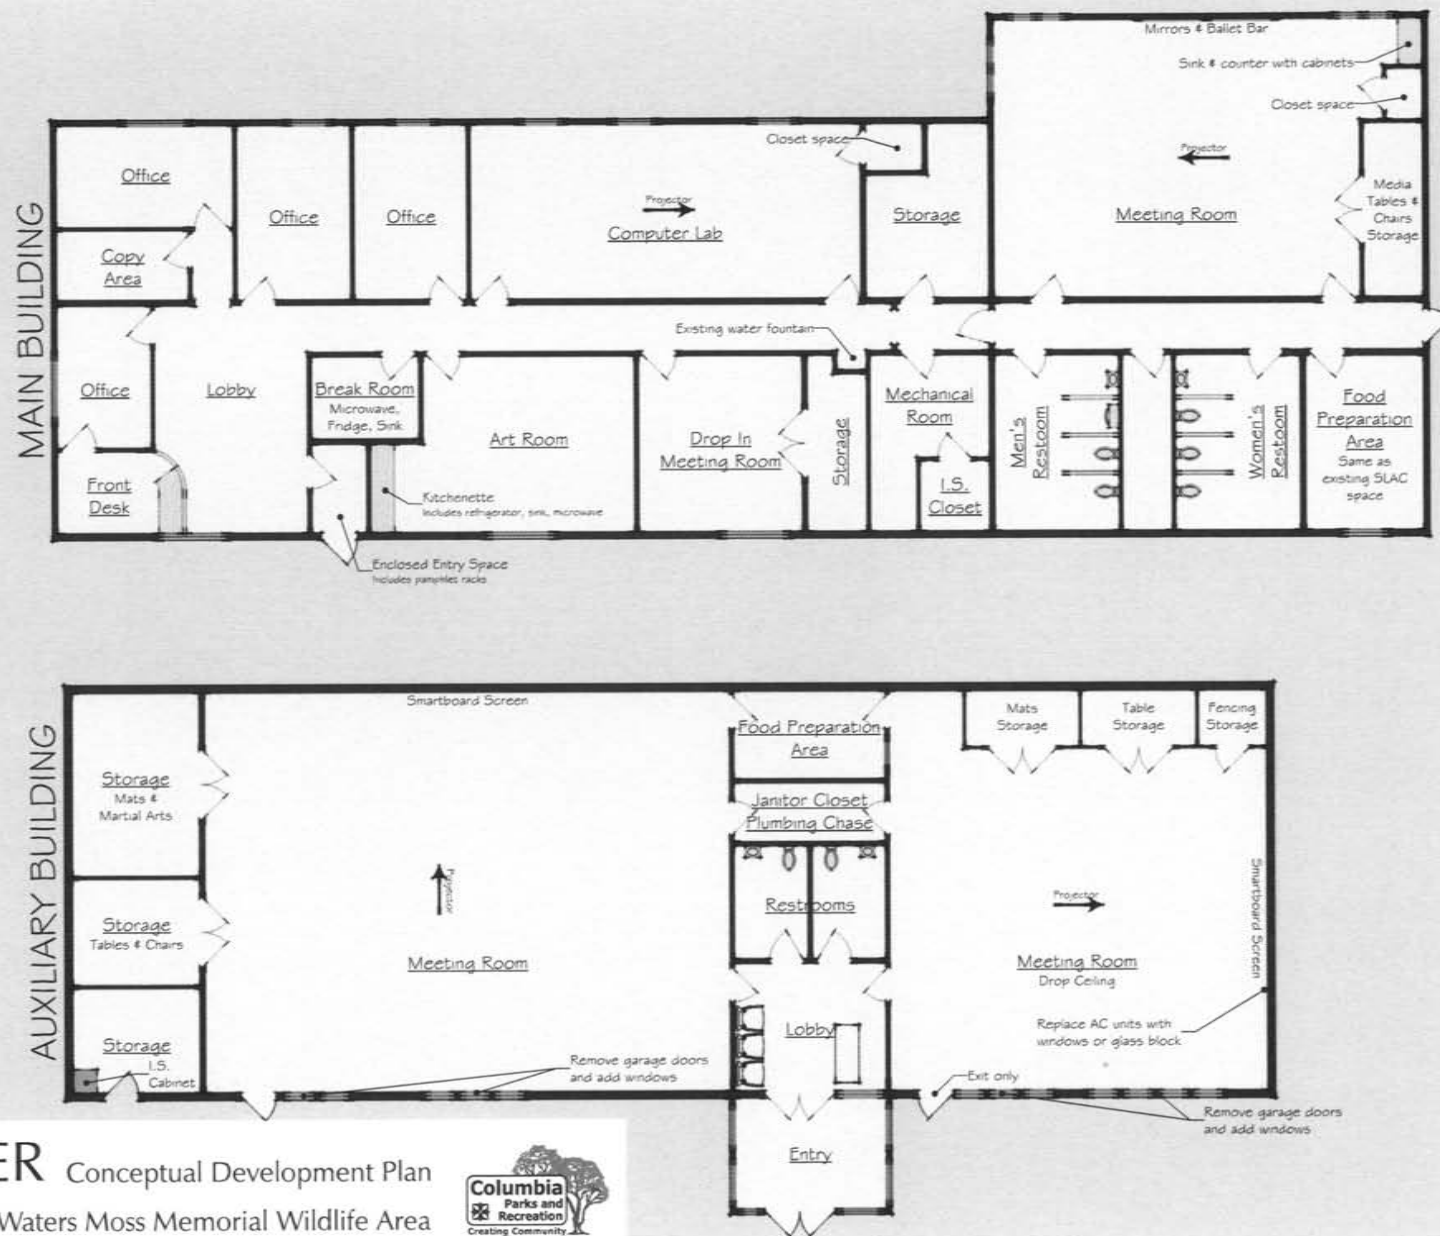 MAIN BUILDING
Mirrors & Ballet Bar
Sink & counter with cabinets
Closet space
Projector
Meeting Room
Media
Tables &
Chairs
Storage
Office
Copy
Area
Office
Office
Projector
Computer Lab
Closet space
Storage
Existing water fountain
Office
Front
Desk
Lobby
Break Room
Microwave,
Fridge, Sink
Art Room
Kitchenette
Includes refrigerator, sink, microwave
Enclosed Entry Space
Includes pamphlet racks
Drop In
Meeting Room
Storage
Mechanical
Room
I.S.
Closet
Men's
Restoom
Women's
Restoom
Food
Preparation
Area
Same as
existing SLAC
space
AUXILIARY BUILDING
Storage
Mats &
Martial Arts
Storage
Tables & Chairs
Storage
I.S.
Cabinet
Smartboard Screen
Projector
Meeting Room
Remove garage doors
and add windows
Food Preparation
Area
Janitor Closet
Plumbing Chase
Restrooms
Lobby
Entry
Mats
Storage
Table
Storage
Fencing
Storage
Projector
Smartboard Screen
Meeting Room
Drop Ceiling
Replace AC units with
windows or glass block
Exit only
Remove garage doors
and add windows
ER Conceptual Development Plan
Waters Moss Memorial Wildlife Area
Columbia
Parks and
Recreation
Creating Community